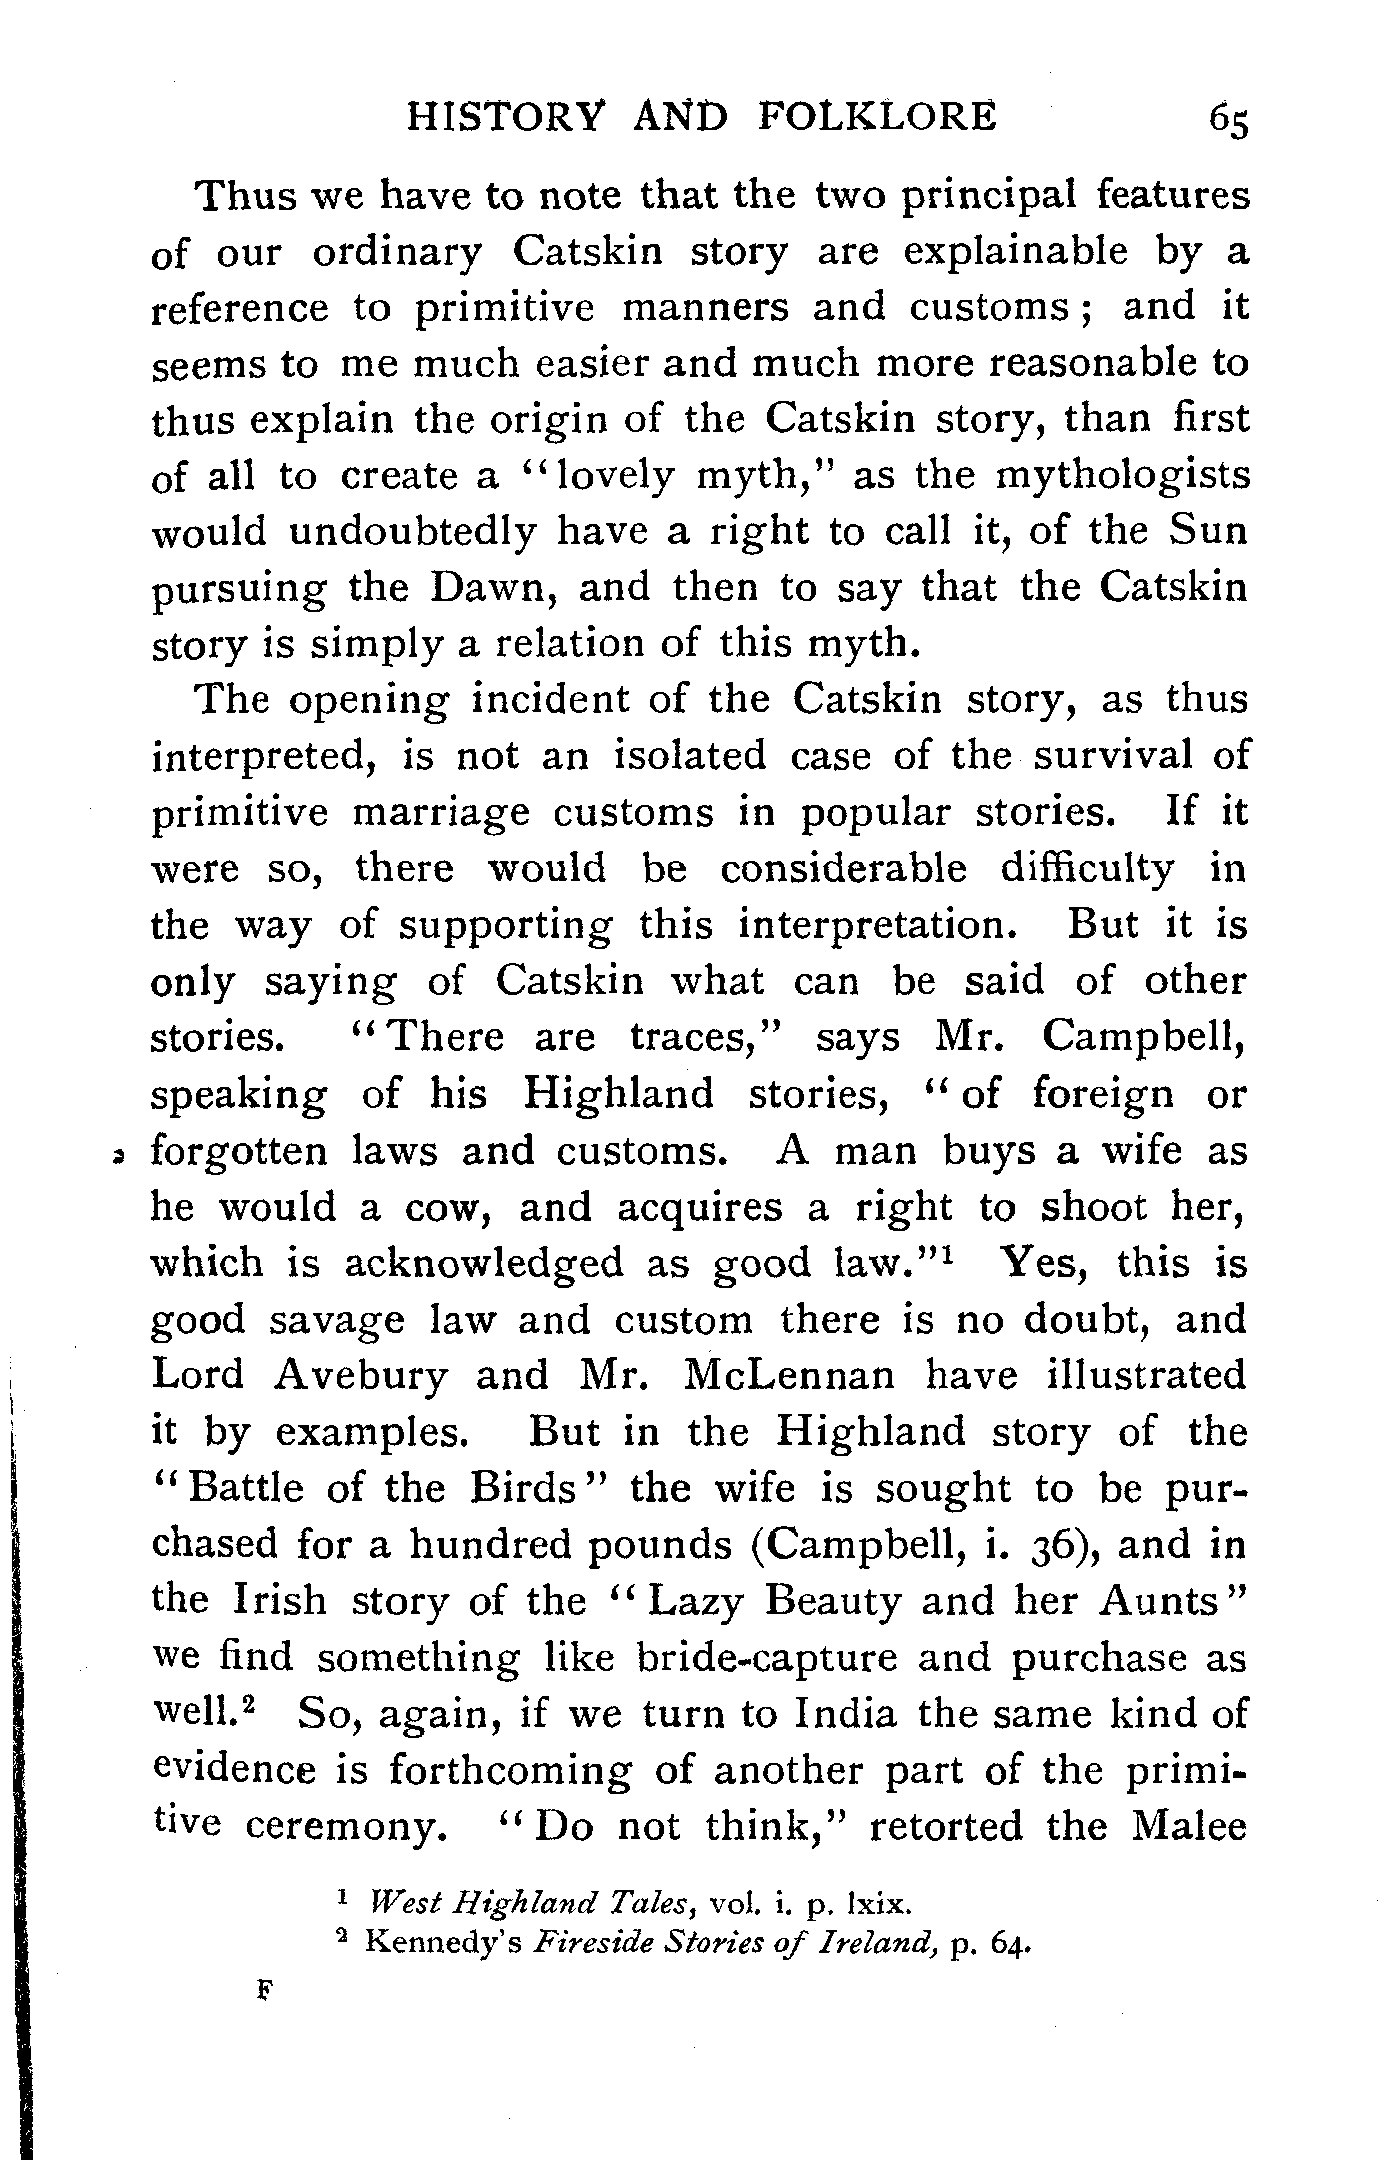 HISTORY AND FOLKLORE 65
Thus we have to note that the two principal features
of our ordinary Catskin story are explainable by a
reference to primitive manners and customs ; and it
seems to me much easier and much more reasonable to
thus explain the origin of the Catskin story, than first
of all to create a “lovely myth,” as the mythologists
would undoubtedly have a right to call it, of the Sun
pursuing the Dawn, and then to say that the Catskin
story is simply a relation of this myth.
The opening incident of the Catskin story, as thus
interpreted, is not an isolated case of the survival of
primitive marriage customs in popular stories. If it
were so, there would be considerable difficulty in
the way of supporting this interpretation. But it is
only saying of Catskin what can be said of other
stories. “There are traces,” says Mr. Campbell,
speaking of his Highland stories, “of foreign or
forgotten laws and customs. A man buys a wife as
he would a cow, and acquires a right to shoot her,
which is acknowledged as good law.”¹ Yes, this is
good savage law and custom there is no doubt, and
Lord Avebury and Mr. McLennan have illustrated
it by examples. But in the Highland story of the
“Battle of the Birds” the wife is sought to be pur-
chased for a hundred pounds (Campbell, i. 36), and in
the Irish story of the “Lazy Beauty and her Aunts”
we find something like bride-capture and purchase as
well.² So, again, if we turn to India the same kind of
evidence is forthcoming of another part of the primi-
tive ceremony. “Do not think,” retorted the Malee
¹ West Highland Tales, vol. i. p. lxix.
² Kennedy's Fireside Stories of Ireland, p. 64.
F